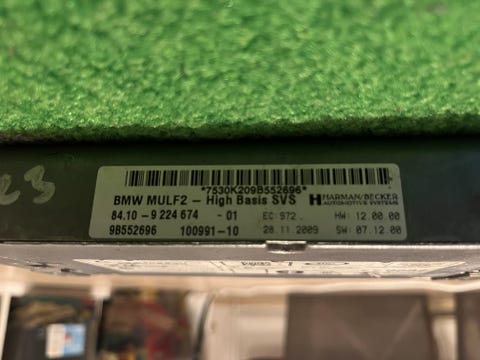 *7530K209B552696*
BMW MULF2 – High Basis SVS
HARMAN/BECKER
AUTOMOTIVE SYSTEMS
84.10 – 9 224 674 - 01
EC: 972
HW: 12.00.00
9B552696 100991-10
28.11.2009
SW: 07.12.00